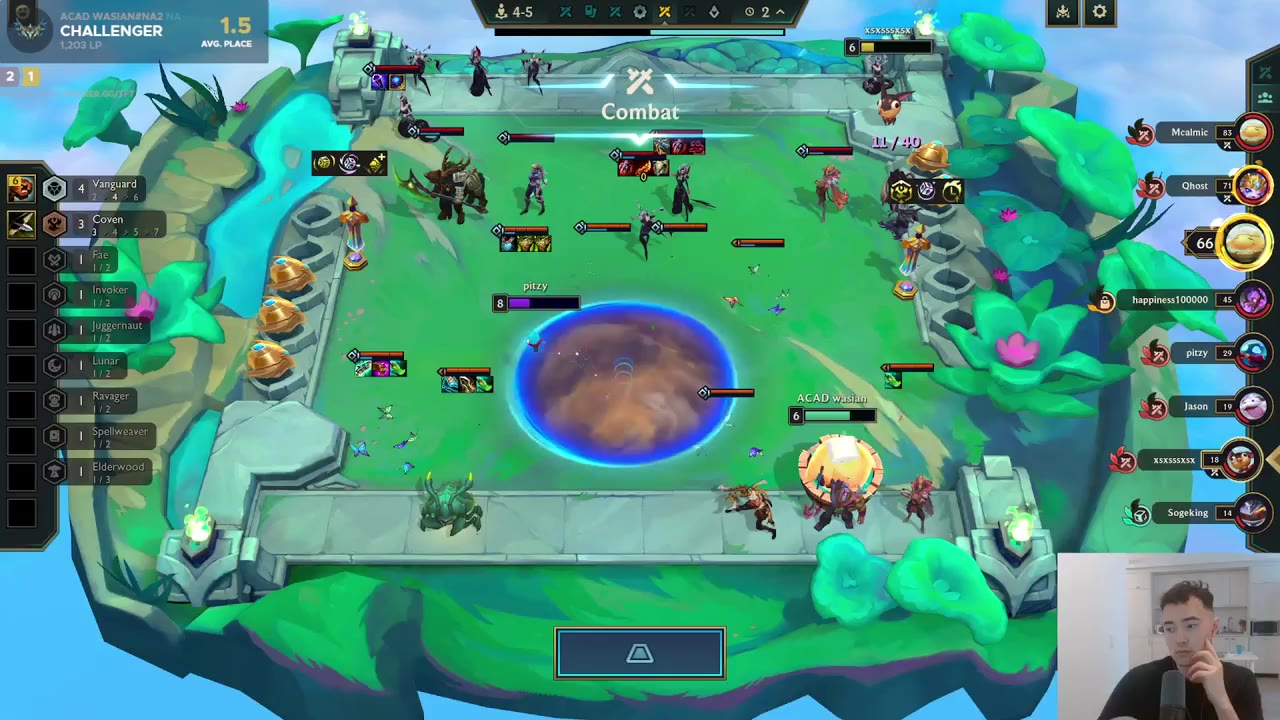 ACAD WASIAN#NA2 NA
CHALLENGER
1,203 LP
1.5
AVG. PLACE
2 1
4-5
2
xsxsssxsx
6
Combat
11 / 40
Mcalmic 83
Qhost 71
66
happiness100000 45
pitzy 29
Jason 19
xsxsssxsx 18
Sogeking 14
4 Vanguard
2 4 6
3 Coven
3 4 5 7
1 Fae
1 / 2
1 Invoker
1 / 2
1 Juggernaut
1 / 2
1 Lunar
1 / 2
1 Ravager
1 / 2
1 Spellweaver
1 / 2
1 Elderwood
1 / 3
0
pitzy
8
ACAD wasian
6